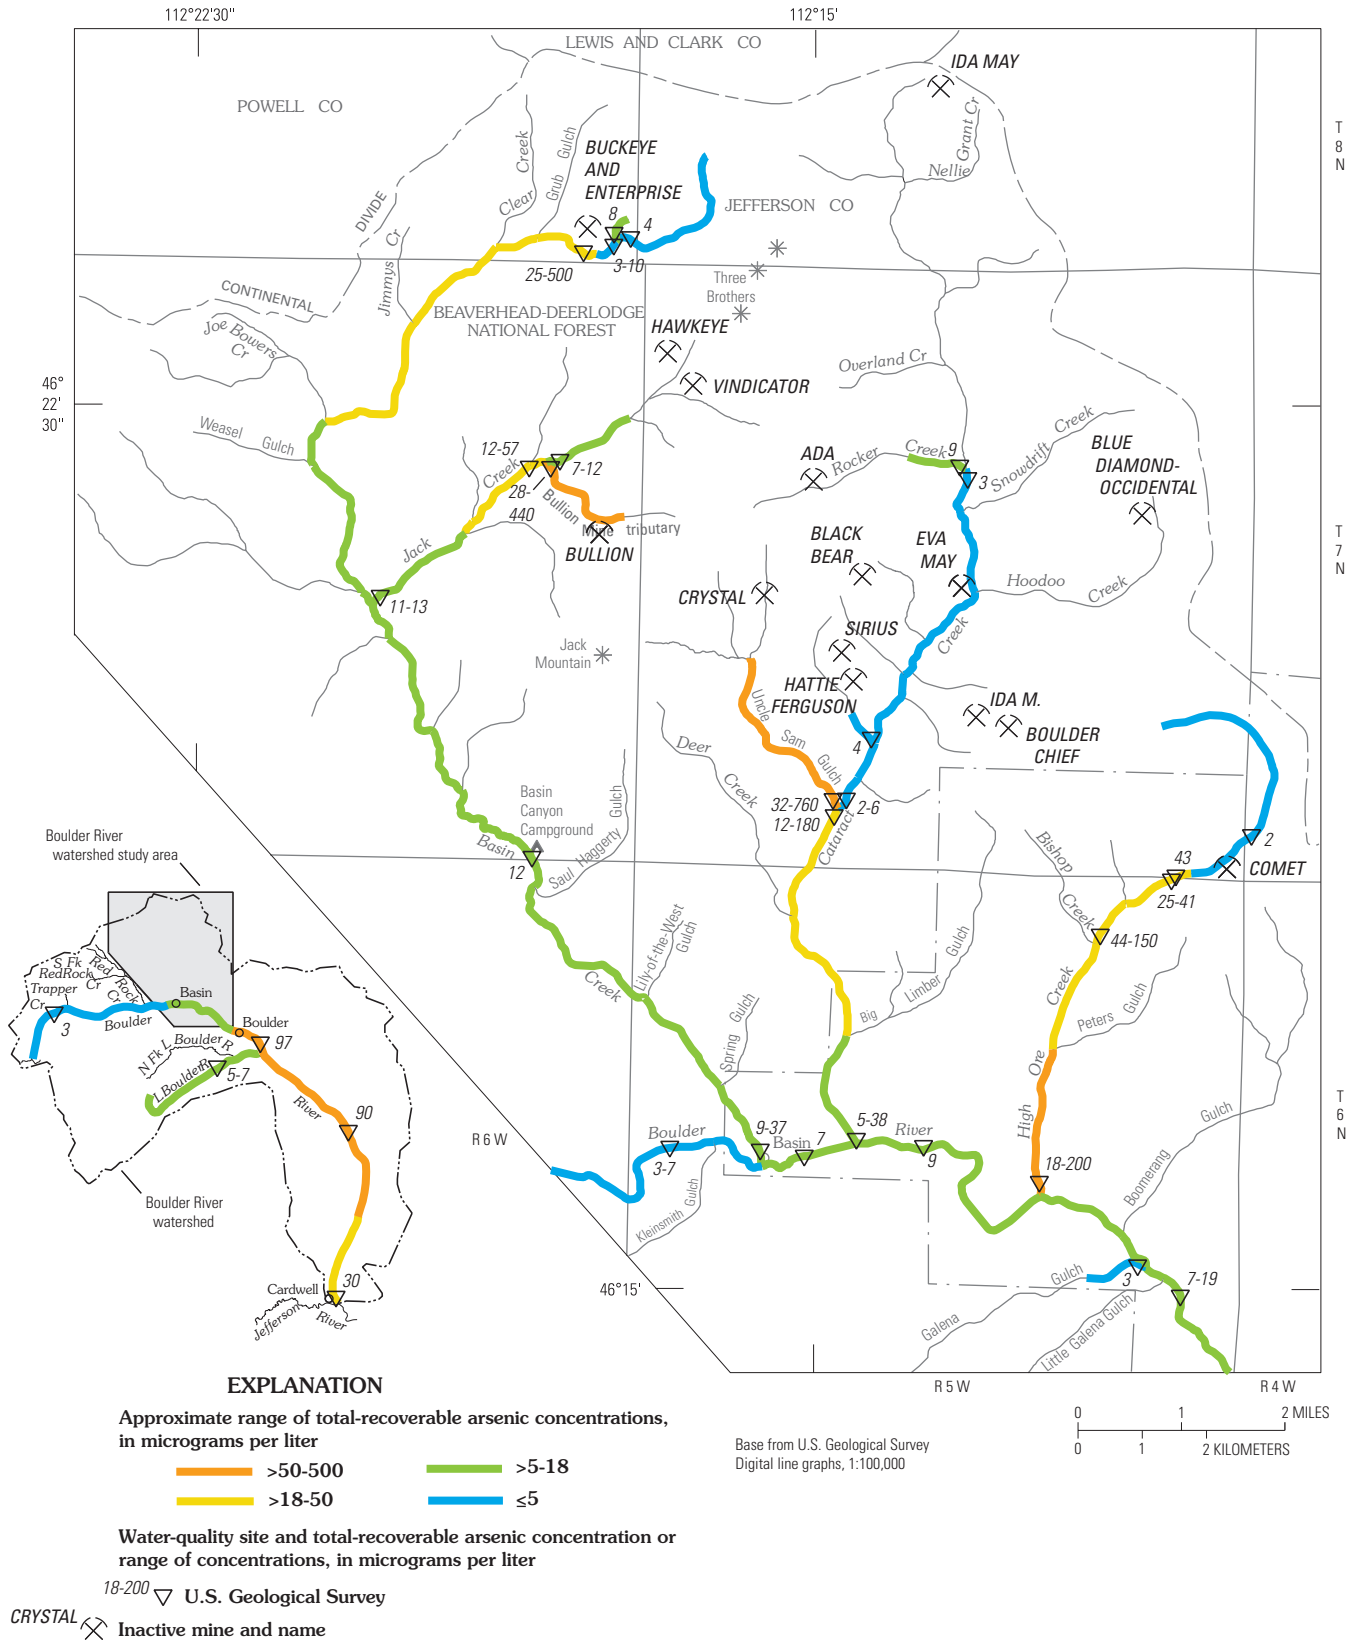 112°22'30"
112°15'
LEWIS AND CLARK CO
POWELL CO
IDA MAY
T
8
N
Creek
Grub Gulch
BUCKEYE
AND
ENTERPRISE
Grant Cr
Nellie
Clear
DIVIDE
8
4
JEFFERSON CO
Jimmys Cr
25-500
3-10
Three
Brothers
CONTINENTAL
BEAVERHEAD-DEERLODGE
NATIONAL FOREST
Joe Bowers
Cr
HAWKEYE
VINDICATOR
Overland Cr
46°
22'
30"
Weasel Gulch
12-57
7-12
Creek
28-
440
Bullion
Mine tributary
BULLION
ADA
Rocker
Creek
9
3
Snowdrift Creek
BLUE
DIAMOND-
OCCIDENTAL
BLACK
BEAR
EVA
MAY
T
7
N
Jack
11-13
CRYSTAL
Hoodoo
Creek
SIRIUS
Creek
Jack
Mountain
HATTIE
FERGUSON
IDA M.
BOULDER
CHIEF
Uncle
Sam
Gulch
4
Deer
Creek
32-760
2-6
12-180
Cataract
Basin
Canyon
Campground
Saul Haggerty Gulch
Basin
12
Bishop
Creek
2
43
COMET
25-41
44-150
Boulder River
watershed study area
S Fk
RedRock
Cr
Red Rock
Cr
Trapper
Cr
3
Boulder
Basin
Boulder
N Fk L Boulder R
97
L Boulder R
5-7
River
90
Boulder River
watershed
30
Cardwell
Jefferson
River
Lily-of-the-West
Gulch
Creek
Limber Gulch
Big
Creek
Peters Gulch
Spring Gulch
Ore
High
Gulch
Boomerang
T
6
N
R 6 W
Boulder
3-7
9-37
Basin
7
5-38
River
9
18-200
Kleinsmith Gulch
46°15'
Gulch
Galena
3
7-19
Little Galena Gulch
R 5 W
R 4 W
EXPLANATION
Approximate range of total-recoverable arsenic concentrations,
in micrograms per liter
>50-500
>5-18
>18-50
≤5
Water-quality site and total-recoverable arsenic concentration or
range of concentrations, in micrograms per liter
18-200
U.S. Geological Survey
CRYSTAL
Inactive mine and name
Base from U.S. Geological Survey
Digital line graphs, 1:100,000
0 1 2 MILES
0 1 2 KILOMETERS